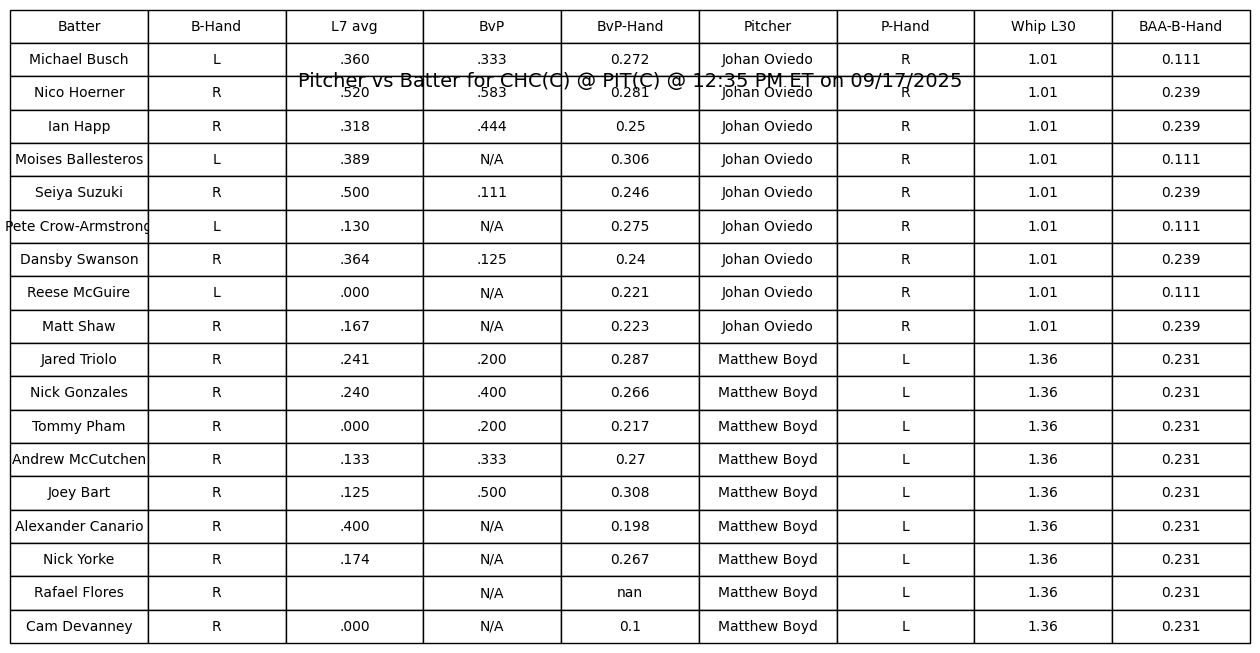 Batter B-Hand L7 avg BvP BvP-Hand Pitcher P-Hand Whip L30 BAA-B-Hand
Michael Busch L .360 .333 0.272 Johan Oviedo R 1.01 0.111
Pitcher vs Batter for CHC(C) @ PIT(C) @ 12:35 PM ET on 09/17/2025
Nico Hoerner R .520 .583 0.281 Johan Oviedo R 1.01 0.239
Ian Happ R .318 .444 0.25 Johan Oviedo R 1.01 0.239
Moises Ballesteros L .389 N/A 0.306 Johan Oviedo R 1.01 0.111
Seiya Suzuki R .500 .111 0.246 Johan Oviedo R 1.01 0.239
Pete Crow-Armstrong L .130 N/A 0.275 Johan Oviedo R 1.01 0.111
Dansby Swanson R .364 .125 0.24 Johan Oviedo R 1.01 0.239
Reese McGuire L .000 N/A 0.221 Johan Oviedo R 1.01 0.111
Matt Shaw R .167 N/A 0.223 Johan Oviedo R 1.01 0.239
Jared Triolo R .241 .200 0.287 Matthew Boyd L 1.36 0.231
Nick Gonzales R .240 .400 0.266 Matthew Boyd L 1.36 0.231
Tommy Pham R .000 .200 0.217 Matthew Boyd L 1.36 0.231
Andrew McCutchen R .133 .333 0.27 Matthew Boyd L 1.36 0.231
Joey Bart R .125 .500 0.308 Matthew Boyd L 1.36 0.231
Alexander Canario R .400 N/A 0.198 Matthew Boyd L 1.36 0.231
Nick Yorke R .174 N/A 0.267 Matthew Boyd L 1.36 0.231
Rafael Flores R N/A nan Matthew Boyd L 1.36 0.231
Cam Devanney R .000 N/A 0.1 Matthew Boyd L 1.36 0.231